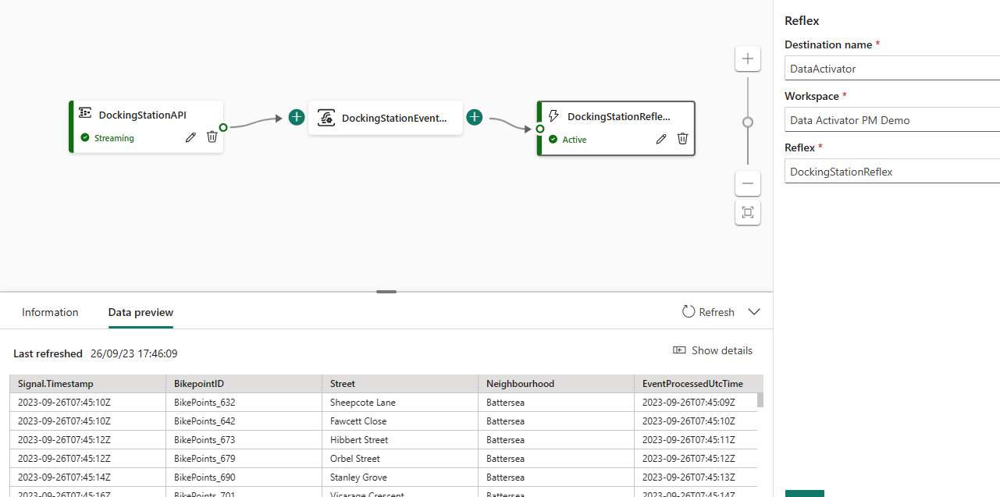 Reflex
Destination name *
DataActivator
Workspace *
Data Activator PM Demo
Reflex *
DockingStationReflex
DockingStationAPI
Streaming
DockingStationEvent...
DockingStationRefle...
Active
Information
Data preview
Refresh
Last refreshed 26/09/23 17:46:09
Show details
Signal.Timestamp BikepointID Street Neighbourhood EventProcessedUtcTime
2023-09-26T07:45:10Z BikePoints_632 Sheepcote Lane Battersea 2023-09-26T07:45:09Z
2023-09-26T07:45:10Z BikePoints_642 Fawcett Close Battersea 2023-09-26T07:45:10Z
2023-09-26T07:45:12Z BikePoints_673 Hibbert Street Battersea 2023-09-26T07:45:11Z
2023-09-26T07:45:12Z BikePoints_679 Orbel Street Battersea 2023-09-26T07:45:12Z
2023-09-26T07:45:14Z BikePoints_690 Stanley Grove Battersea 2023-09-26T07:45:13Z
2023-09-26T07:45:16Z BikePoints_701 Vicarage Crescent Battersea 2023-09-26T07:45:14Z